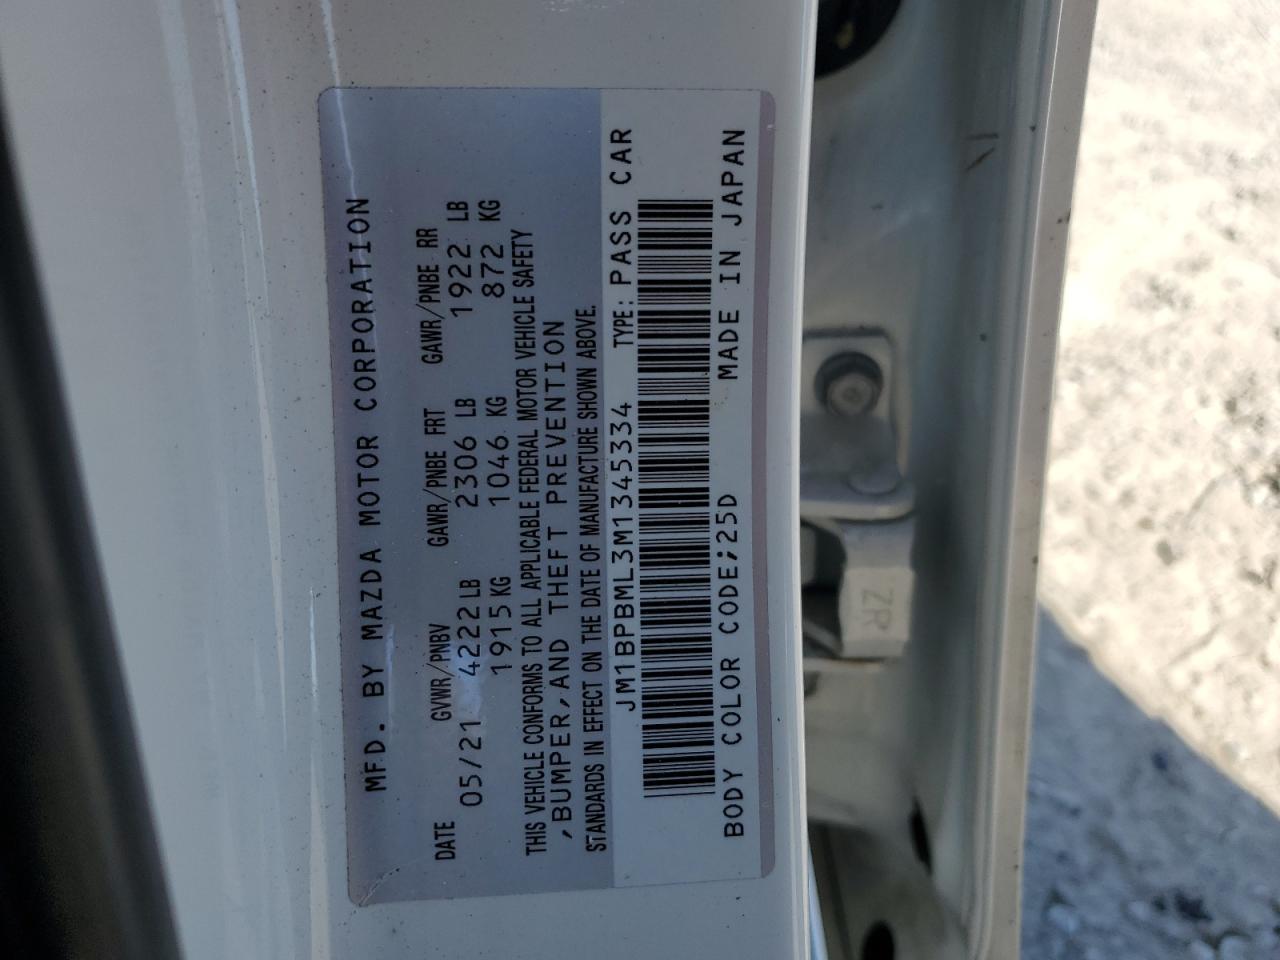 MFD. BY MAZDA MOTOR CORPORATION
DATE GVWR/PNBV GAWR/PNBE FRT GAWR/PNBE RR
05/21 4222 LB 2306 LB 1922 LB
1915 KG 1046 KG 872 KG
THIS VEHICLE CONFORMS TO ALL APPLICABLE FEDERAL MOTOR VEHICLE SAFETY
,BUMPER,AND THEFT PREVENTION
STANDARDS IN EFFECT ON THE DATE OF MANUFACTURE SHOWN ABOVE.
JM1BPBML3M1345334 TYPE: PASS CAR
BODY COLOR CODE;25D MADE IN JAPAN
ZR